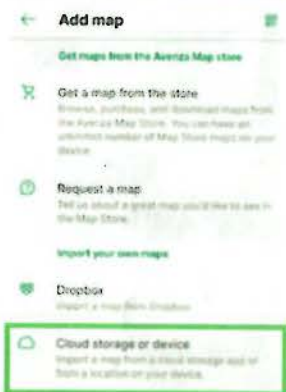 Add map
Get maps from the Avenza Map store
Get a map from the store
Browse, purchase, and download maps from
the Avenza Map Store. You can have an
unlimited number of Map Store maps on your
device.
Request a map
Tell us about a great map you'd like to see in
the Map Store.
Import your own maps
Dropbox
Import a map from Dropbox
Cloud storage or device
Import a map from a cloud storage app or
from a location on your device.